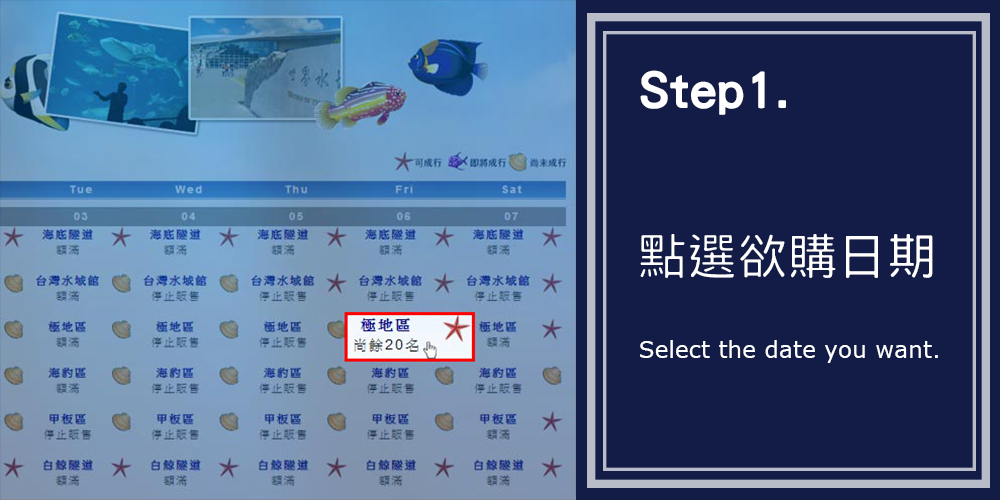 世界水
可成行 即將成行 尚未成行
Tue Wed Thu Fri Sat
03 04 05 06 07
海底隧道 海底隧道 海底隧道 海底隧道 海底隧道
額滿 額滿 額滿 額滿 額滿
台灣水域館 台灣水域館 台灣水域館 台灣水域館 台灣水域館
停止販售 停止販售 停止販售 停止販售 停止販售
極地區 極地區 極地區 極地區 極地區
額滿 額滿 額滿 尚餘20名 額滿
海豹區 海豹區 海豹區 海豹區 海豹區
停止販售 停止販售 停止販售 停止販售 停止販售
甲板區 甲板區 甲板區 甲板區 甲板區
停止販售 停止販售 停止販售 停止販售 額滿
白鯨隧道 白鯨隧道 白鯨隧道 白鯨隧道 白鯨隧道
額滿 額滿 額滿 額滿 額滿
Step1.
點選欲購日期
Select the date you want.